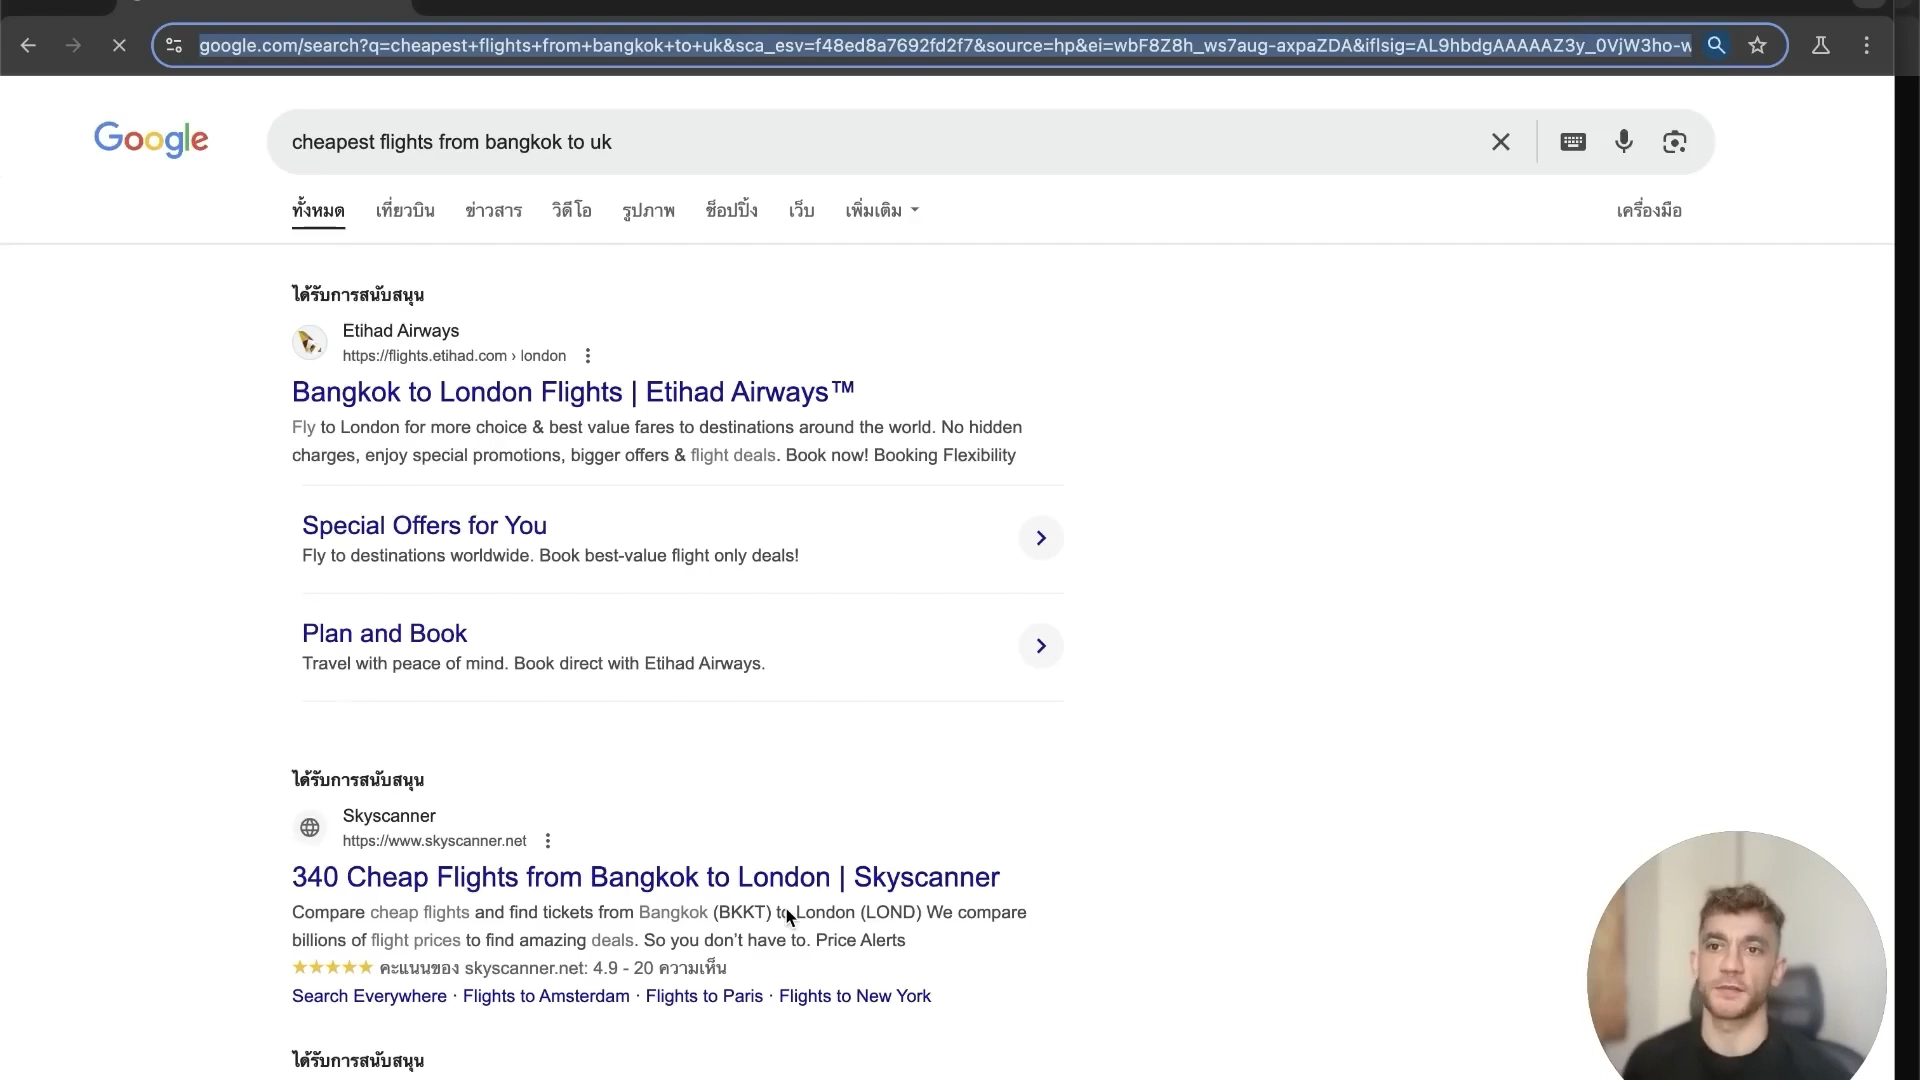 google.com/search?q=cheapest+flights+from+bangkok+to+uk&sca_esv=f48ed8a7692fd2f7&source=hp&ei=wbF8Z8h_ws7aug-axpaZDA&iflsig=AL9hbdgAAAAAZ3y_0VjW3ho-w
Google
cheapest flights from bangkok to uk
ทั้งหมด เที่ยวบิน ข่าวสาร วิดีโอ รูปภาพ ช็อปปิ้ง เว็บ เพิ่มเติม เครื่องมือ
ได้รับการสนับสนุน
Etihad Airways
https://flights.etihad.com › london
Bangkok to London Flights | Etihad Airways™
Fly to London for more choice & best value fares to destinations around the world. No hidden
charges, enjoy special promotions, bigger offers & flight deals. Book now! Booking Flexibility
Special Offers for You
Fly to destinations worldwide. Book best-value flight only deals!
Plan and Book
Travel with peace of mind. Book direct with Etihad Airways.
ได้รับการสนับสนุน
Skyscanner
https://www.skyscanner.net
340 Cheap Flights from Bangkok to London | Skyscanner
Compare cheap flights and find tickets from Bangkok (BKKT) to London (LOND) We compare
billions of flight prices to find amazing deals. So you don't have to. Price Alerts
★★★★★ คะแนนของ skyscanner.net: 4.9 - 20 ความเห็น
Search Everywhere · Flights to Amsterdam · Flights to Paris · Flights to New York
ได้รับการสนับสนุน